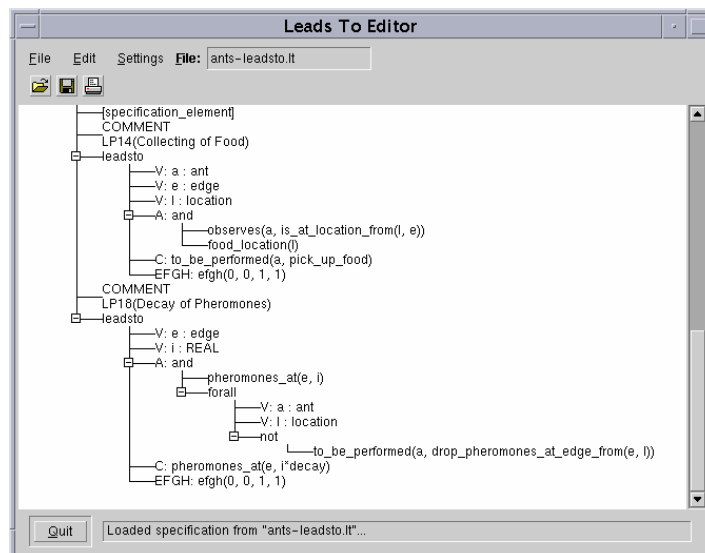 Leads To Editor
File Edit Settings File: ants-leadsto.lt
[specification_element]
COMMENT
LP14(Collecting of Food)
leadsto
V: a : ant
V: e : edge
V: l : location
A: and
observes(a, is_at_location_from(l, e))
food_location(l)
C: to_be_performed(a, pick_up_food)
EFGH: efgh(0, 0, 1, 1)
COMMENT
LP18(Decay of Pheromones)
leadsto
V: e : edge
V: i : REAL
A: and
pheromones_at(e, i)
forall
V: a : ant
V: l : location
not
to_be_performed(a, drop_pheromones_at_edge_from(e, l))
C: pheromones_at(e, i*decay)
EFGH: efgh(0, 0, 1, 1)
Quit Loaded specification from "ants-leadsto.lt"...